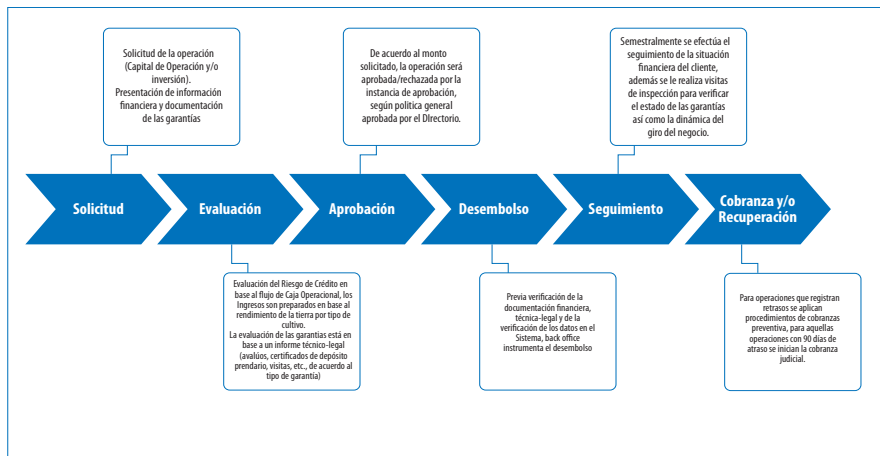 Solicitud de la operación
(Capital de Operación y/o
inversión).
Presentación de información
financiera y documentación
de las garantías
De acuerdo al monto
solicitado, la operación será
aprobada/rechazada por la
instancia de aprobación,
según politica general
aprobada por el DIrectorio.
Semestralmente se efectúa el
seguimiento de la situación
financiera del cliente,
además se le realiza visitas
de inspección para verificar
el estado de las garantías
así como la dinámica del
giro del negocio.
Solicitud
Evaluación
Aprobación
Desembolso
Seguimiento
Cobranza y/o
Recuperación
Evaluación del Riesgo de Crédito en
base al flujo de Caja Operacional, los
Ingresos son preparados en base al
rendimiento de la tierra por tipo de
cultivo.
La evaluación de las garantias está en
base a un informe técnico-legal
(avalúos, certificados de depósito
prendario, visitas, etc., de acuerdo al
tipo de garantía)
Previa verificación de la
documentación financiera,
técnica-legal y de la
verificación de los datos en el
Sistema, back office
instrumenta el desembolso
Para operaciones que registran
retrasos se aplican
procedimientos de cobranzas
preventiva, para aquellas
operaciones con 90 días de
atraso se inician la cobranza
judicial.